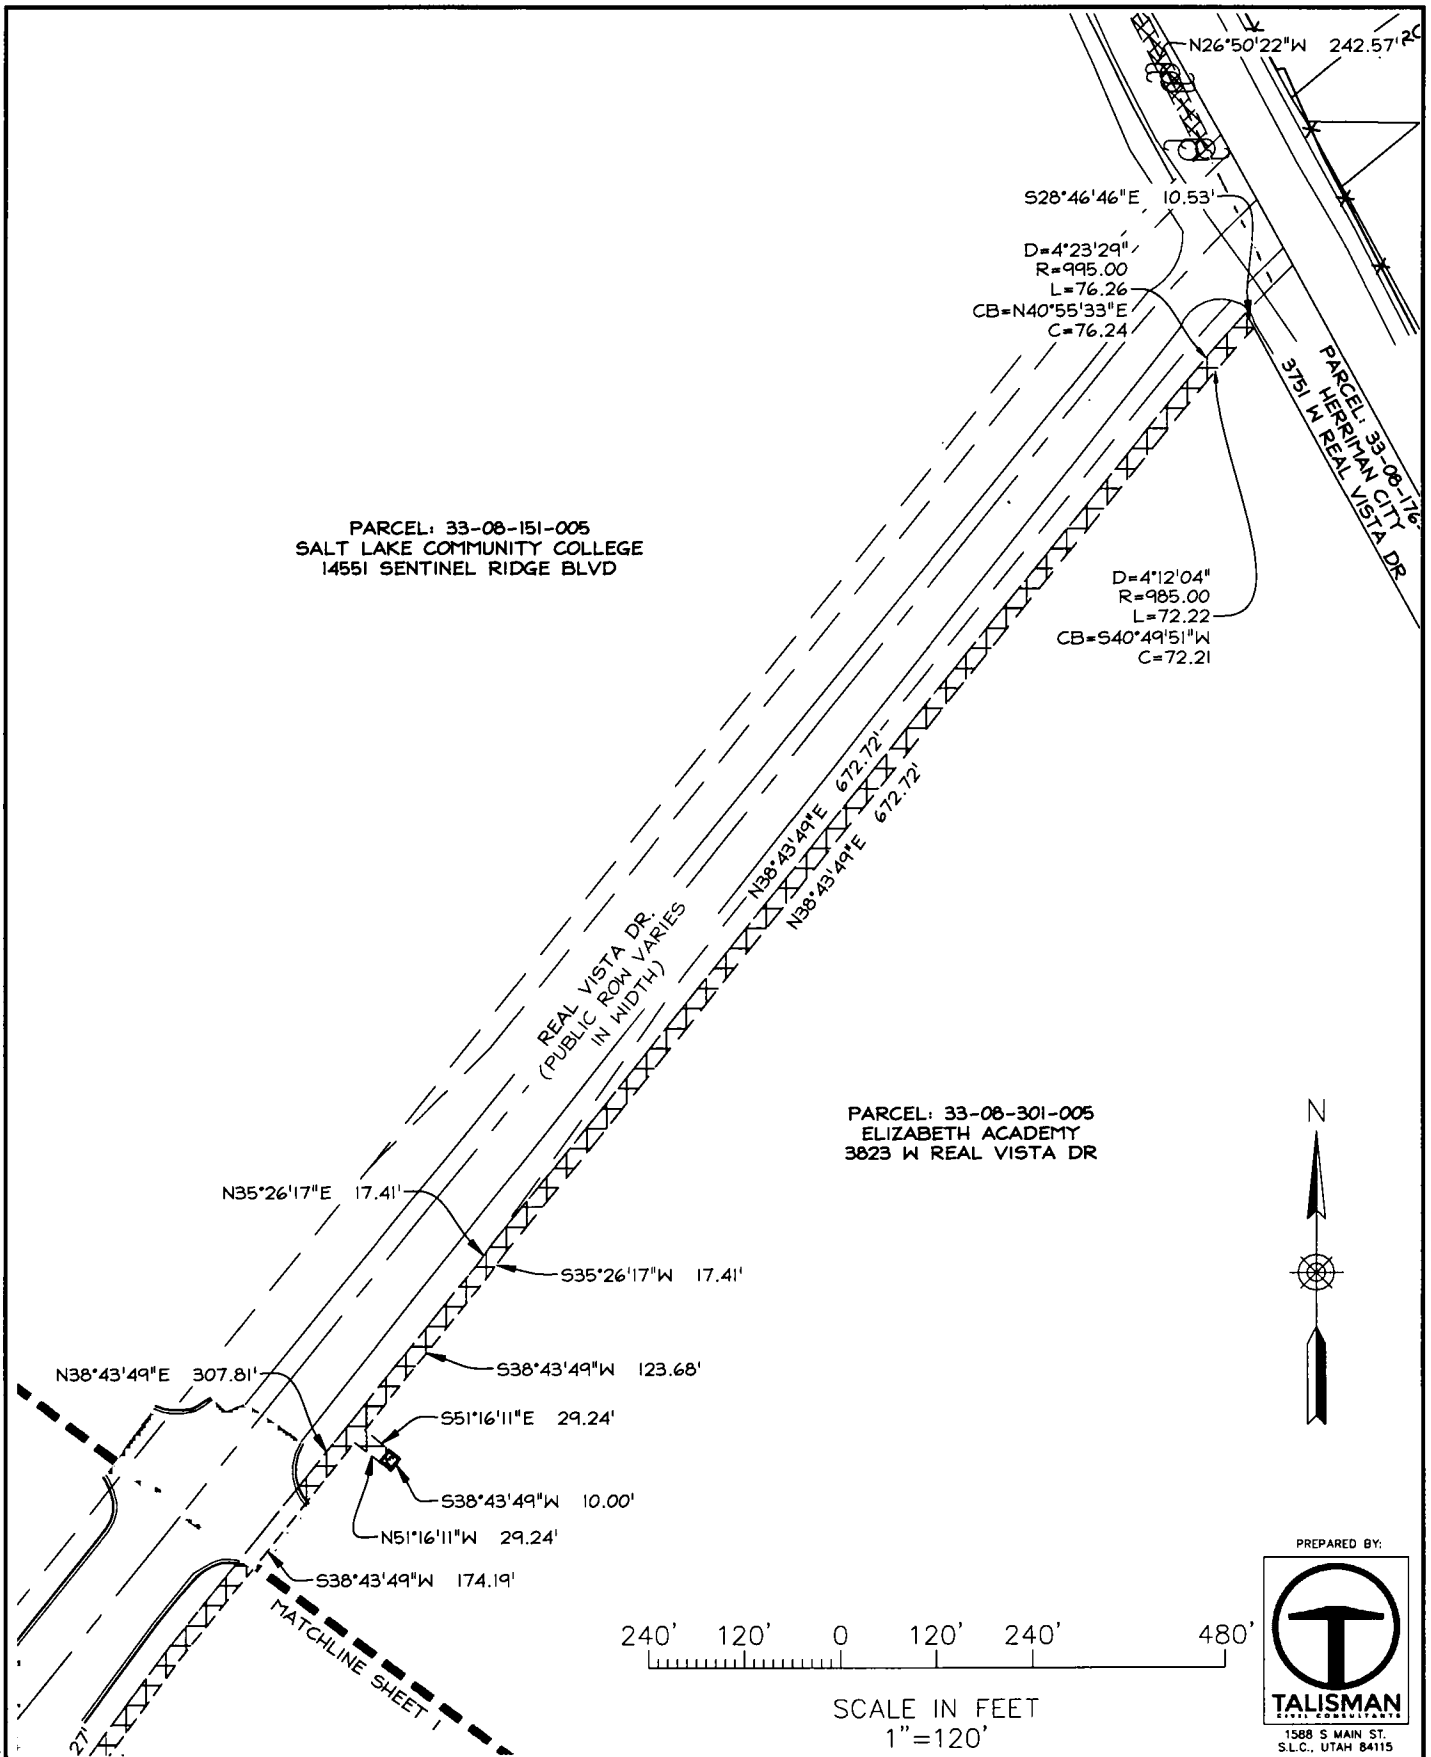 N26°50'22"W 242.57'
S28°46'46"E 10.53'
D=4°23'29"
R=995.00
L=76.26
CB=N40°55'33"E
C=76.24
PARCEL: 33-08-176-
HERRIMAN CITY
3751 W REAL VISTA DR
PARCEL: 33-08-151-005
SALT LAKE COMMUNITY COLLEGE
14551 SENTINEL RIDGE BLVD
D=4°12'04"
R=985.00
L=72.22
CB=S40°49'51"W
C=72.21
N38°43'49"E 672.72'
N38°43'49"E 672.72'
REAL VISTA DR.
(PUBLIC ROW VARIES
IN WIDTH)
PARCEL: 33-08-301-005
ELIZABETH ACADEMY
3823 W REAL VISTA DR
N
N35°26'17"E 17.41'
S35°26'17"W 17.41'
N38°43'49"E 307.81'
S38°43'49"W 123.68'
S51°16'11"E 29.24'
S38°43'49"W 10.00'
N51°16'11"W 29.24'
S38°43'49"W 174.19'
MATCHLINE SHEET 1
27'
240' 120' 0 120' 240' 480'
SCALE IN FEET
1"=120'
PREPARED BY:
TALISMAN
CIVIL CONSULTANTS
1588 S MAIN ST.
S.L.C., UTAH 84115